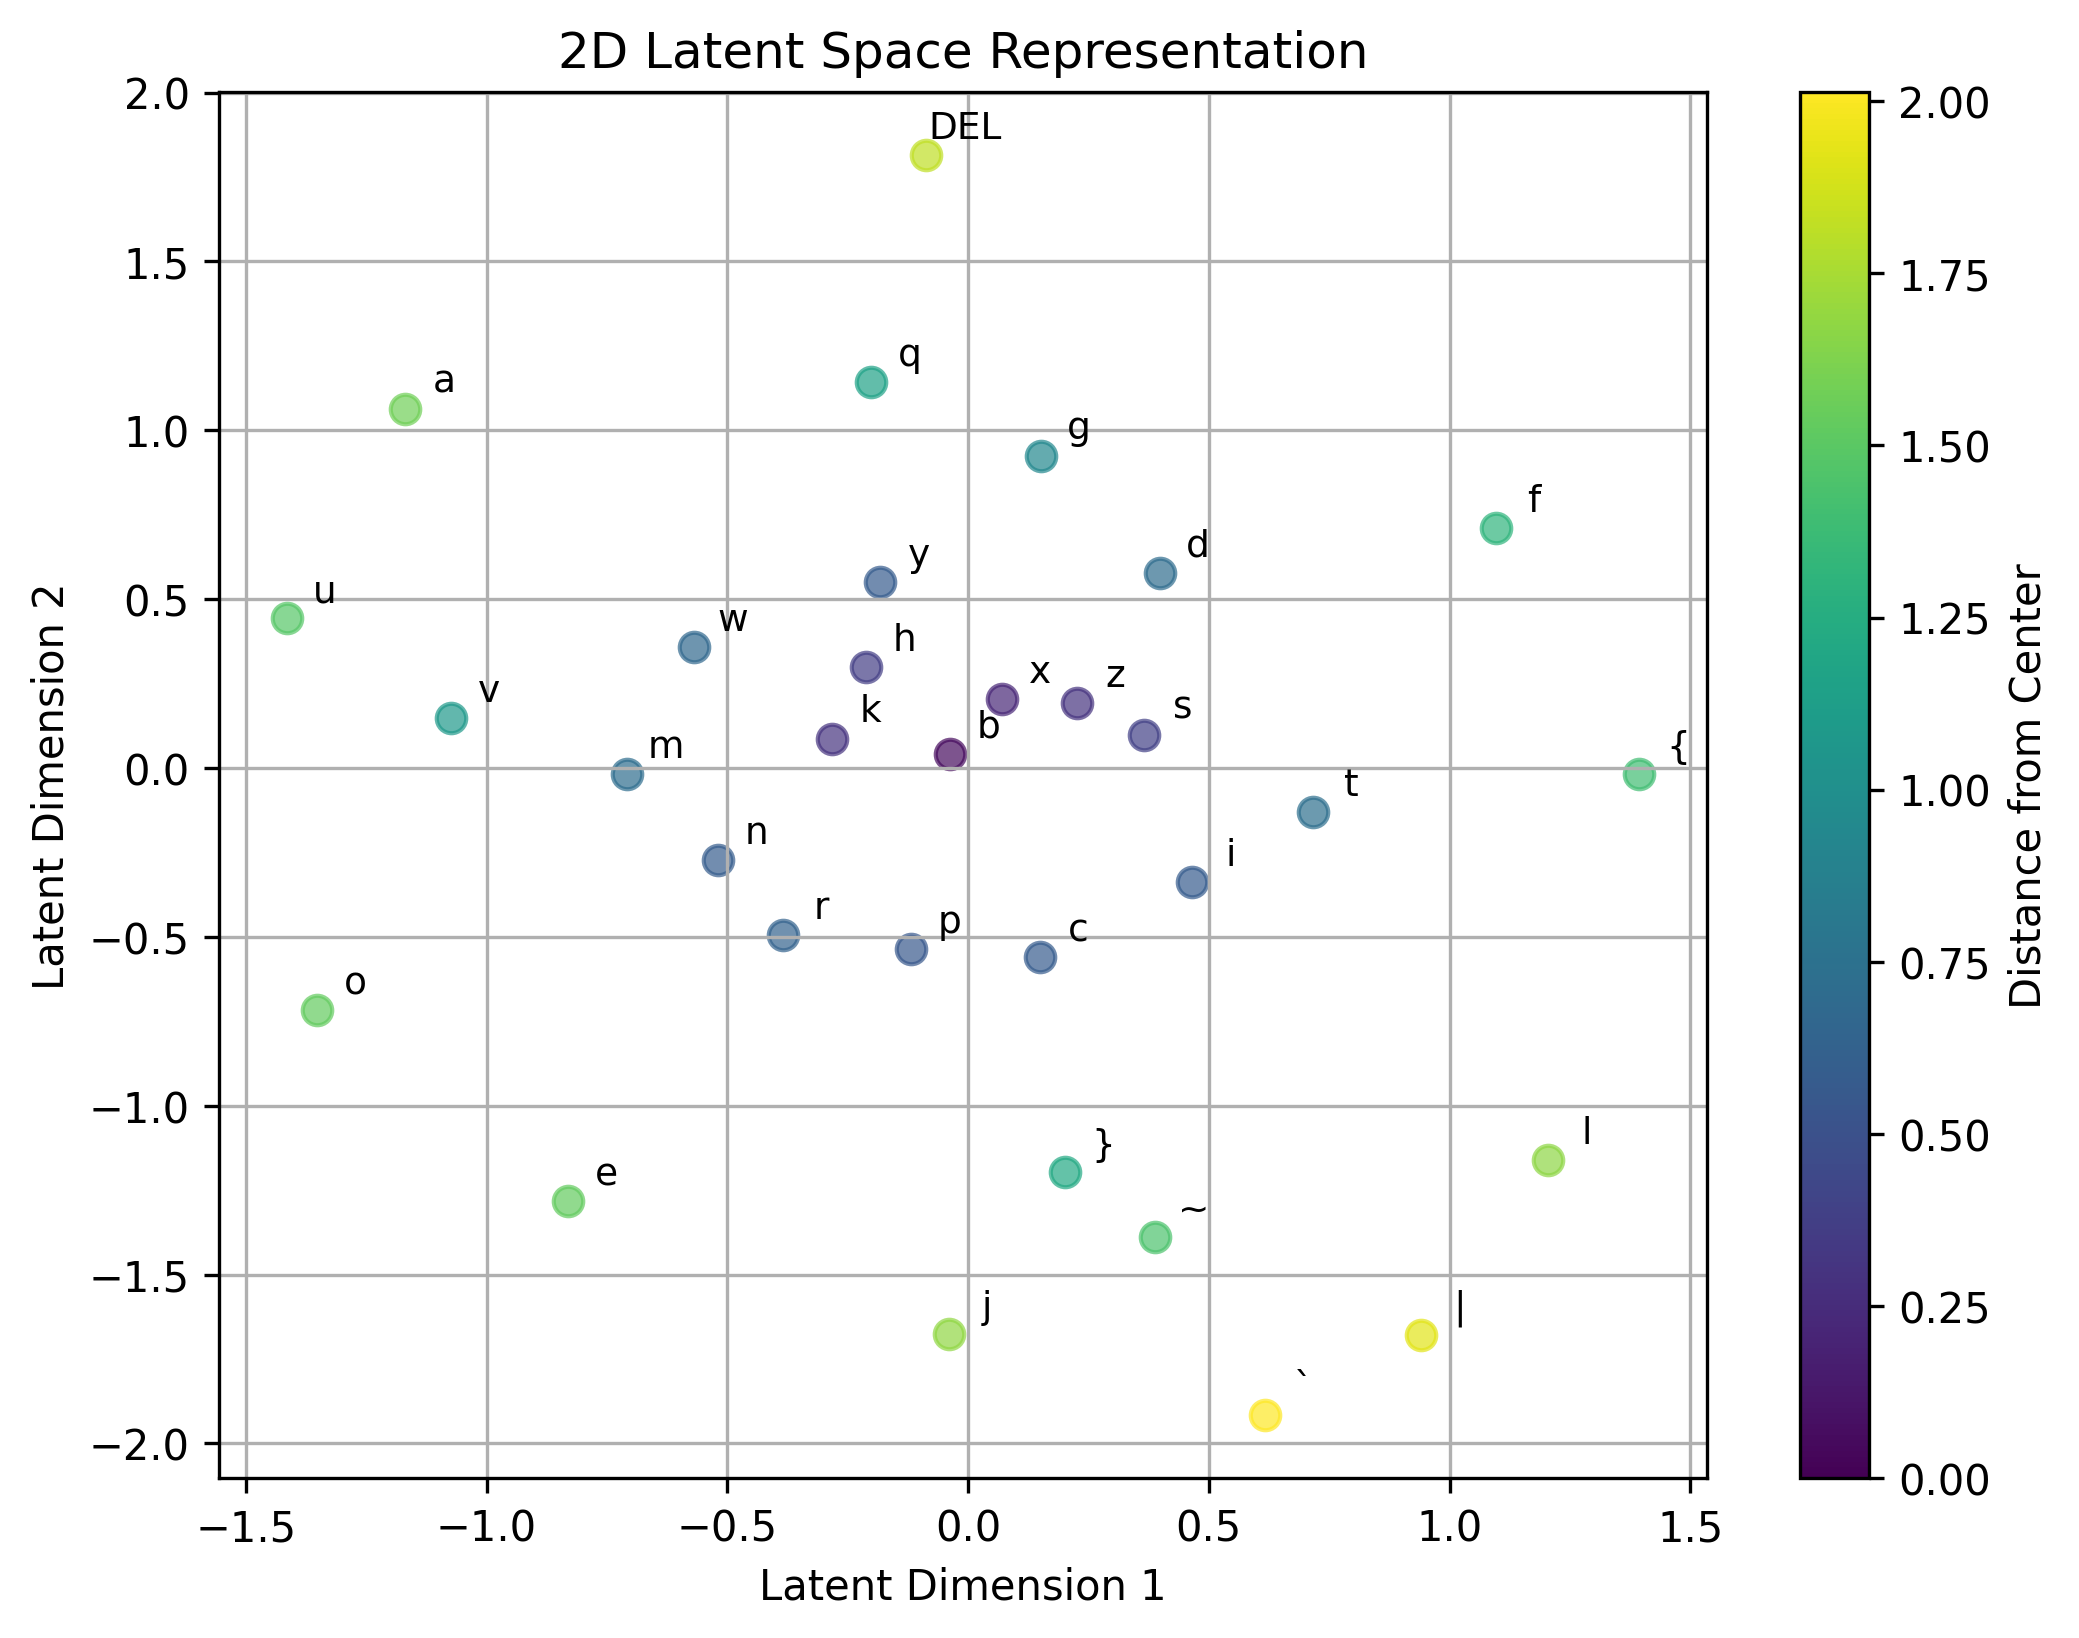 2D Latent Space Representation
DEL
q
a
g
f
d
y
u
w
h
x
z
v
k
b
s
m
{
t
n
i
r
p
c
o
}
l
e
~
j
|
`
2.0
1.5
1.0
0.5
0.0
−0.5
−1.0
−1.5
−2.0
Latent Dimension 2
−1.5 −1.0 −0.5 0.0 0.5 1.0 1.5
Latent Dimension 1
2.00
1.75
1.50
1.25
1.00
0.75
0.50
0.25
0.00
Distance from Center